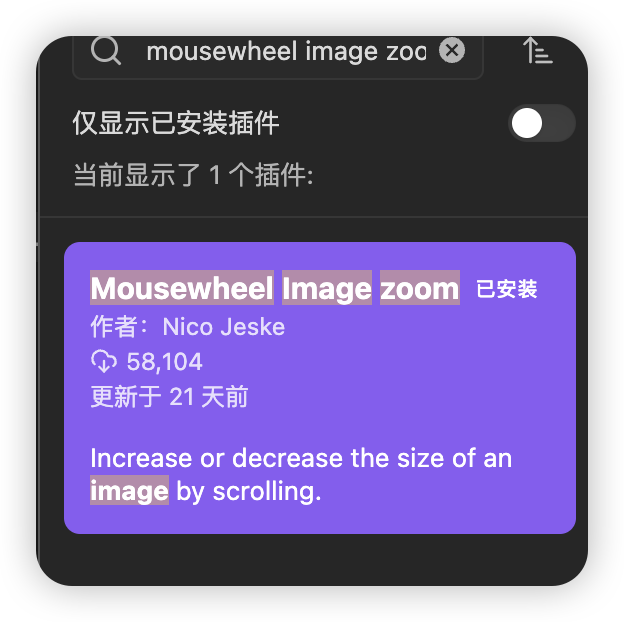 mousewheel image zoo
仅显示已安装插件
当前显示了 1 个插件:
Mousewheel Image zoom 已安装
作者：Nico Jeske
58,104
更新于 21 天前
Increase or decrease the size of an
image by scrolling.